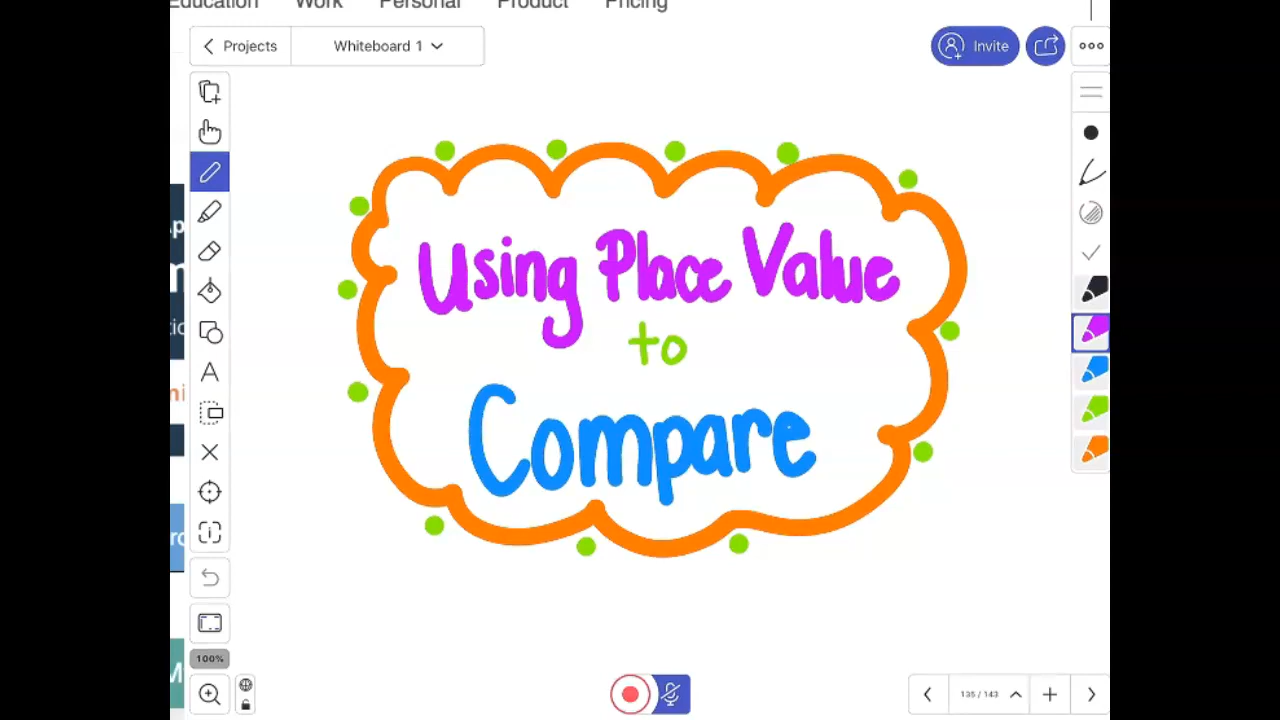 Education Work Personal Product Pricing
Projects Whiteboard 1 Invite
Using Place Value
to
Compare
100%
135 / 143